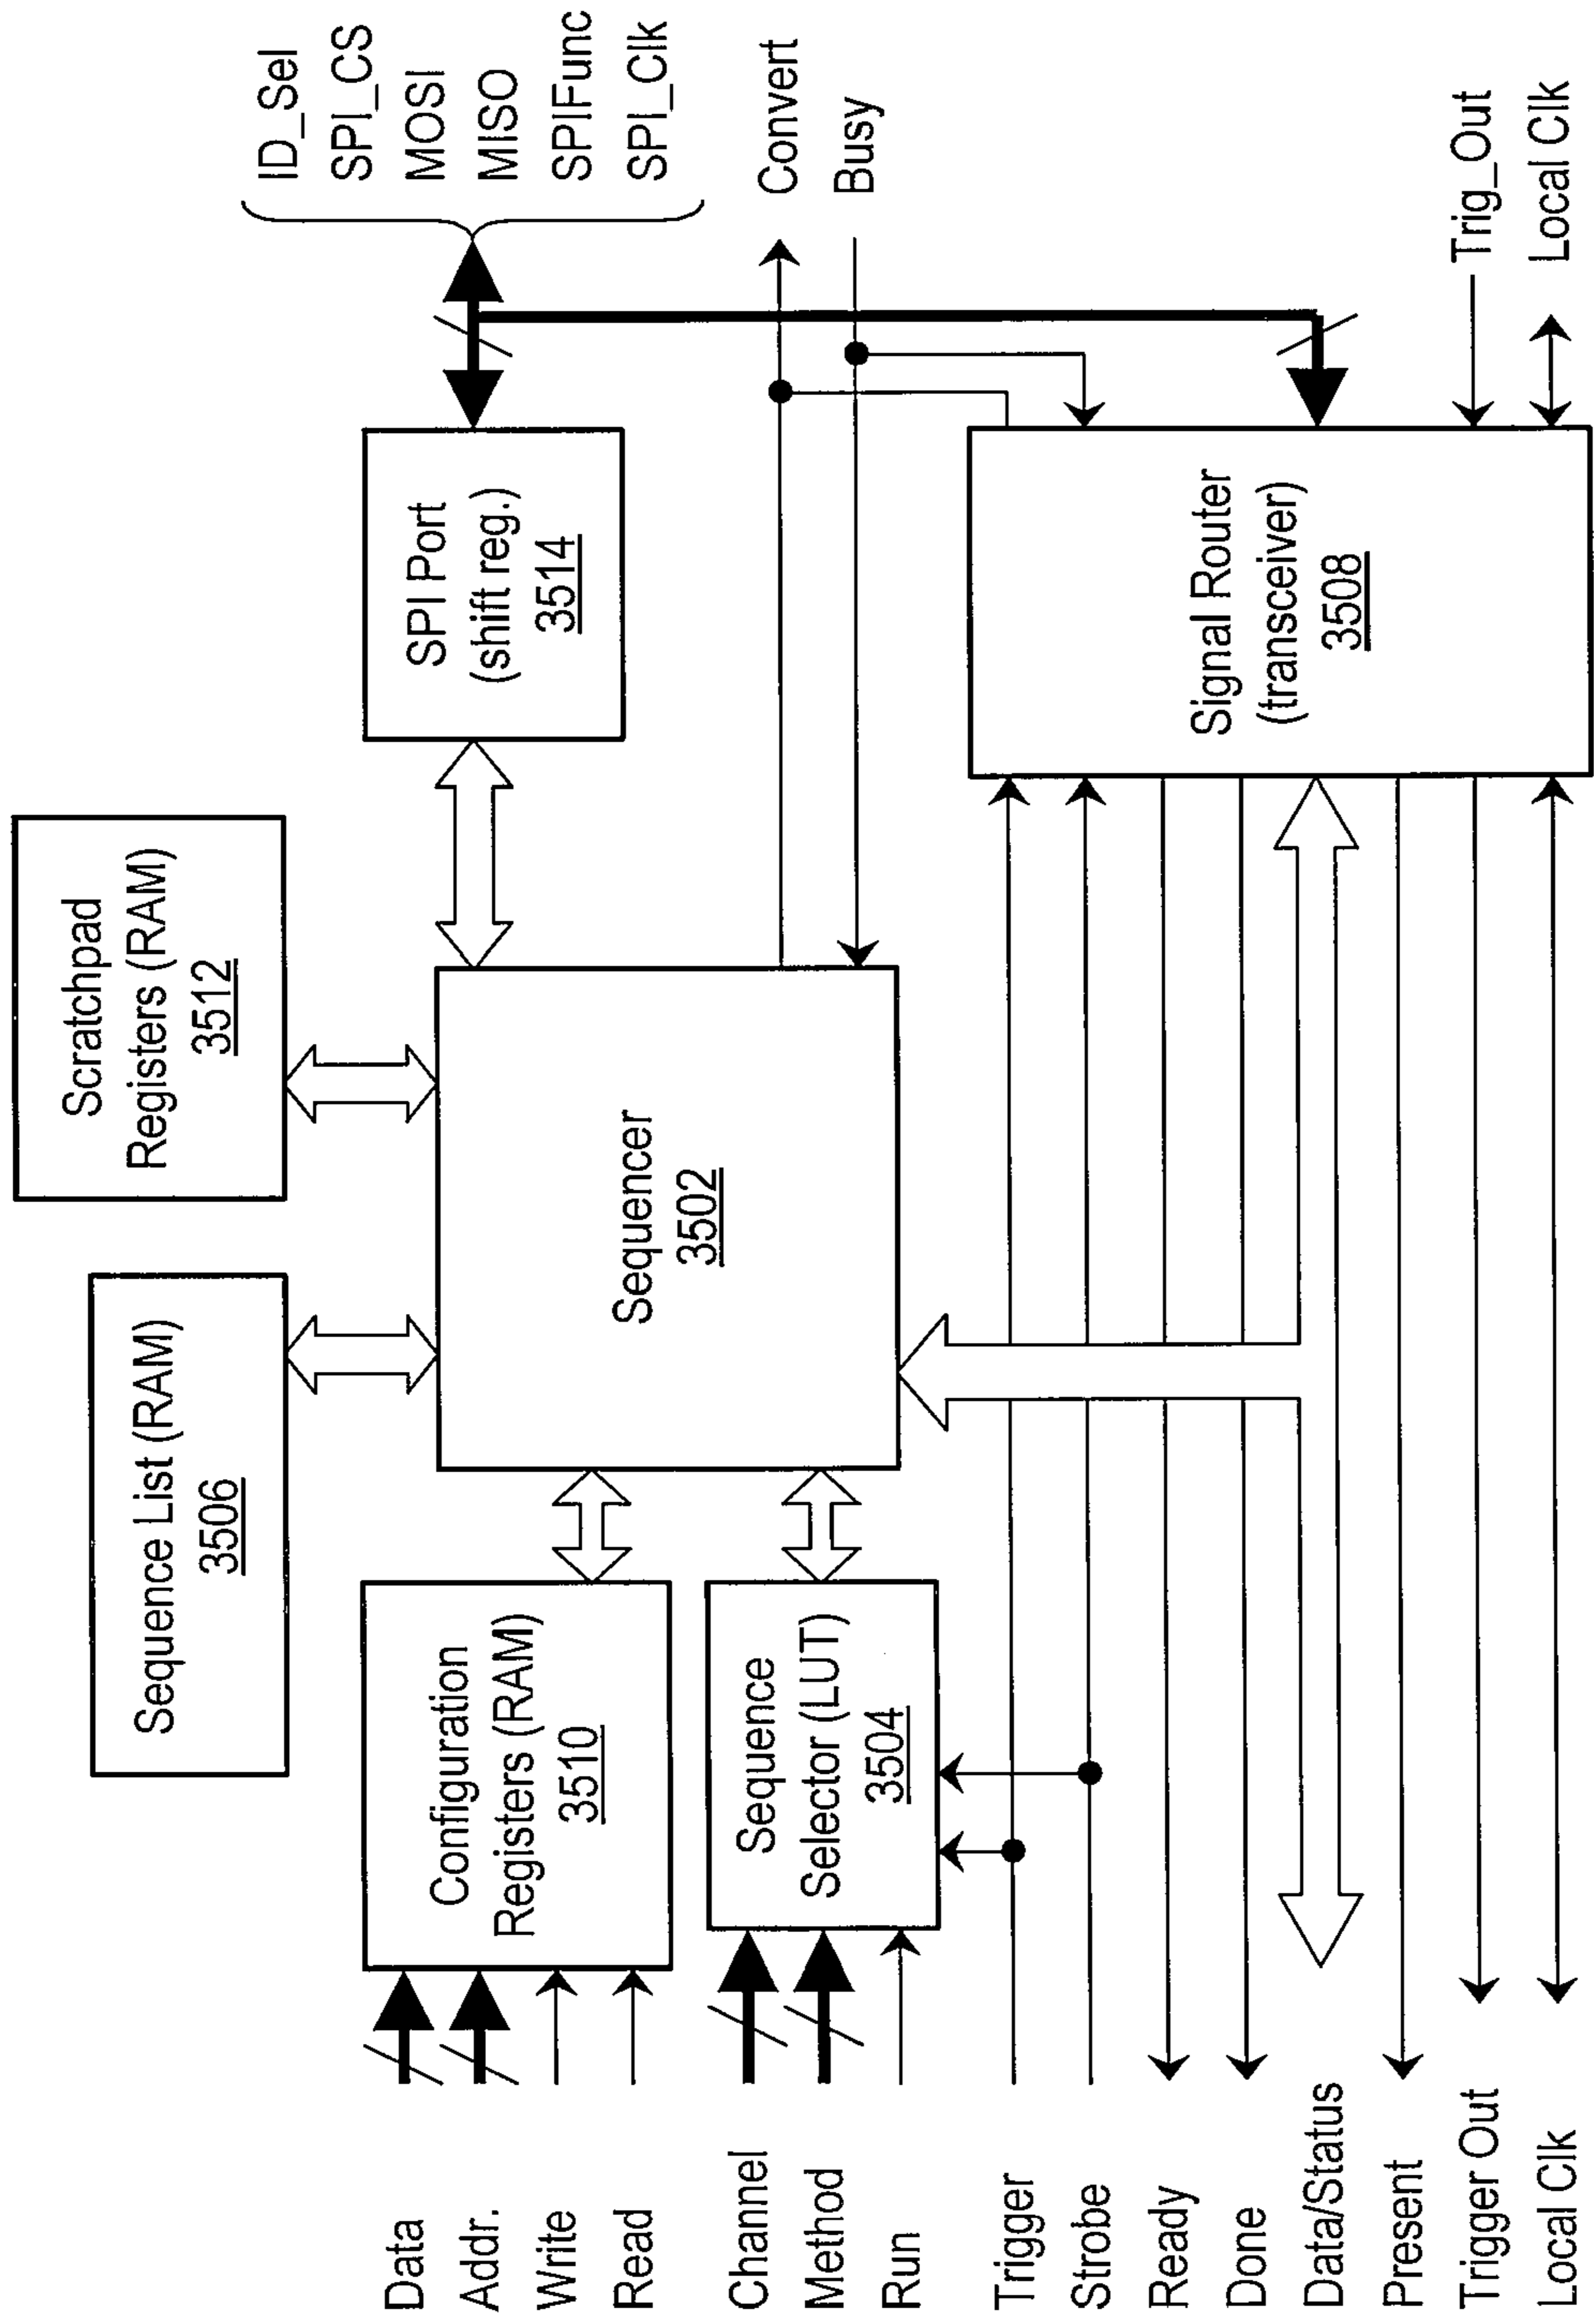 Scratchpad
Registers (RAM)
3512
Sequence List (RAM)
3506
ID_Sel
SPI_CS
MOSI
MISO
SPIFunc
SPI_Clk
SPI Port
(shift reg.)
3514
Configuration
Registers (RAM)
3510
Data
Addr.
Write
Read
Sequencer
3502
Convert
Busy
Sequence
Selector (LUT)
3504
Channel
Method
Run
Signal Router
(transceiver)
3508
Trigger
Strobe
Ready
Done
Data/Status
Present
Trigger Out
Local Clk
Trig_Out
Local Clk